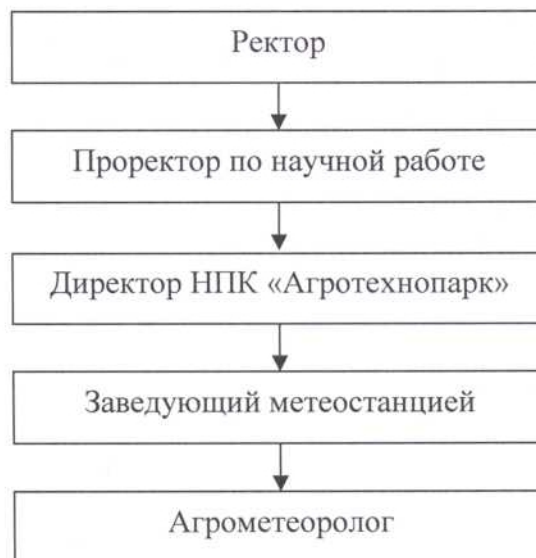 Ректор
Проректор по научной работе
Директор НПК «Агротехнопарк»
Заведующий метеостанцией
Агрометеоролог